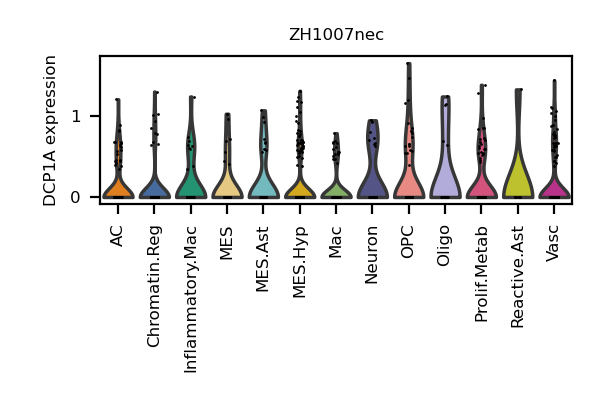 ZH1007nec
DCP1A expression
1
0
AC
Chromatin.Reg
Inflammatory.Mac
MES
MES.Ast
MES.Hyp
Mac
Neuron
OPC
Oligo
Prolif.Metab
Reactive.Ast
Vasc